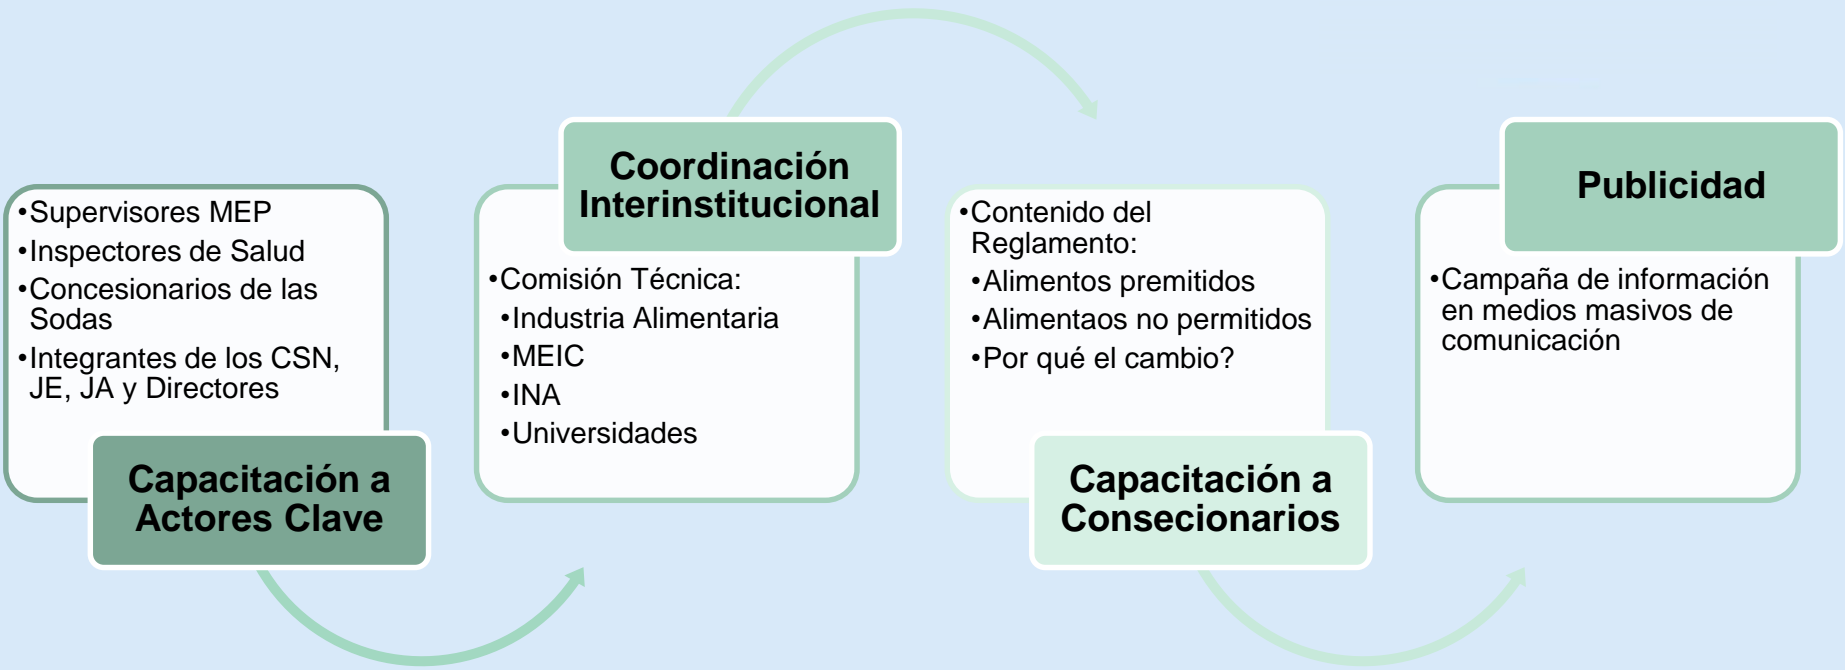 •Supervisores MEP
•Inspectores de Salud
•Concesionarios de las
Sodas
•Integrantes de los CSN,
JE, JA y Directores
Capacitación a
Actores Clave
Coordinación
Interinstitucional
•Comisión Técnica:
•Industria Alimentaria
•MEIC
•INA
•Universidades
•Contenido del
Reglamento:
•Alimentos premitidos
•Alimentaos no permitidos
•Por qué el cambio?
Capacitación a
Consecionarios
Publicidad
•Campaña de información
en medios masivos de
comunicación